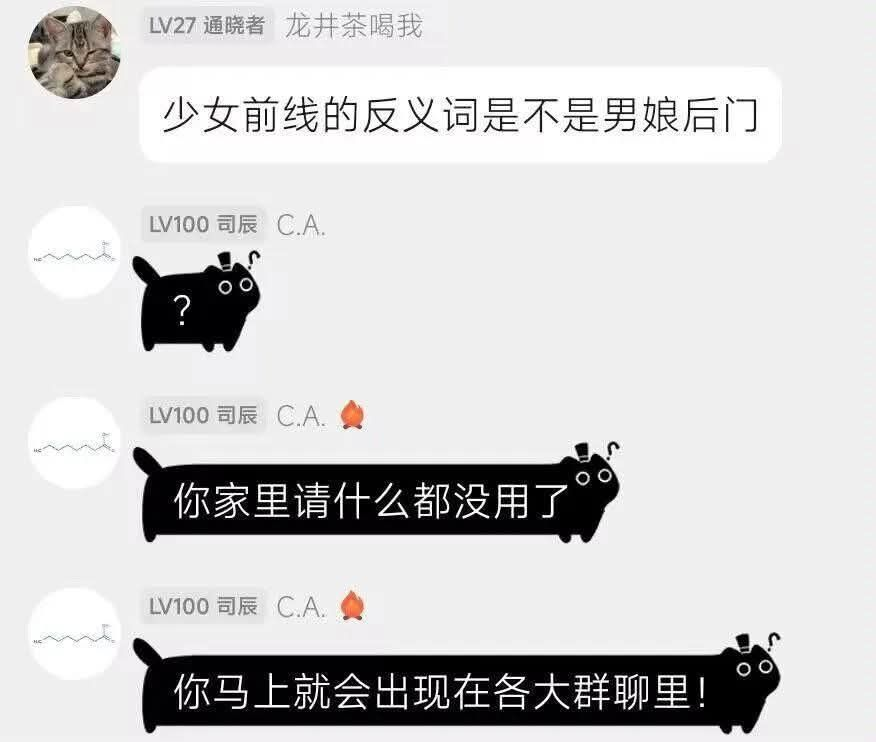 LV27 通晓者 龙井茶喝我
少女前线的反义词是不是男娘后门
LV100 司辰 C.A.
?
LV100 司辰 C.A.
你家里请什么都没用了
LV100 司辰 C.A.
你马上就会出现在各大群聊里!